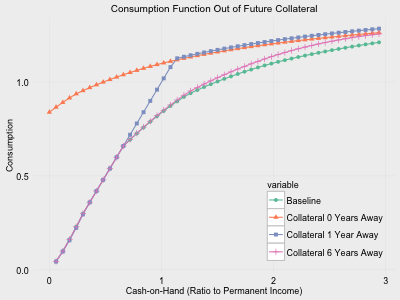 Consumption Function Out of Future Collateral
Consumption
1.0
0.5
0.0
0
1
2
3
Cash-on-Hand (Ratio to Permanent Income)
variable
Baseline
Collateral 0 Years Away
Collateral 1 Year Away
Collateral 6 Years Away